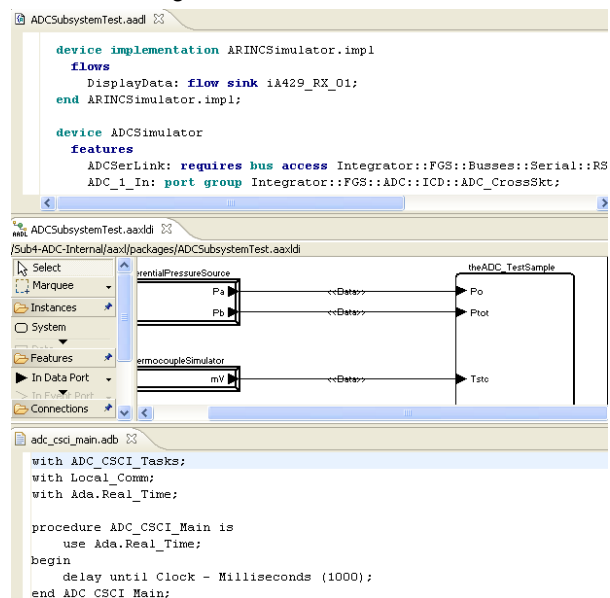 ADCSubsystemTest.aadl
device implementation ARINCSimulator.impl
flows
DisplayData: flow sink iA429_RX_01;
end ARINCSimulator.impl;
device ADCSimulator
features
ADCSerLink: requires bus access Integrator::FGS::Busses::Serial::RS
ADC_1_In: port group Integrator::FGS::ADC::ICD::ADC_CrossSkt;
AADL ADCSubsystemTest.aaxldi
/Sub4-ADC-Internal/aaxl/packages/ADCSubsystemTest.aaxldi
Select
Marquee
Instances
System
Features
In Data Port
In Event Port
Connections
erentialPressureSource
Pa
Pb
<<Data>>
<<Data>>
theADC_TestSample
Po
Ptot
ermocoupleSimulator
mV
<<Data>>
Tstc
adc_csci_main.adb
with ADC_CSCI_Tasks;
with Local_Comm;
with Ada.Real_Time;
procedure ADC_CSCI_Main is
use Ada.Real_Time;
begin
delay until Clock - Milliseconds (1000);
end ADC_CSCI_Main;